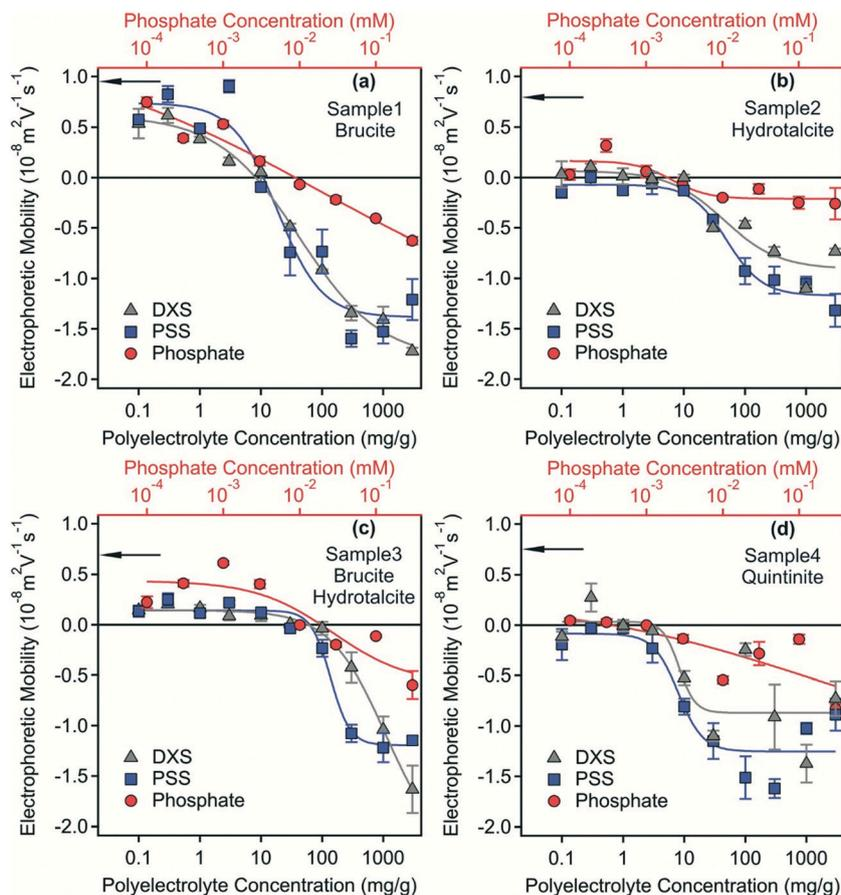 Phosphate Concentration (mM)
10⁻⁴ 10⁻³ 10⁻² 10⁻¹
Electrophoretic Mobility (10⁻⁸m²V⁻¹s⁻¹)
1.0
0.5
0.0
-0.5
-1.0
-1.5
-2.0
(a)
Sample1
Brucite
DXS
PSS
Phosphate
0.1 1 10 100 1000
Polyelectrolyte Concentration (mg/g)
Phosphate Concentration (mM)
10⁻⁴ 10⁻³ 10⁻² 10⁻¹
Electrophoretic Mobility (10⁻⁸m²V⁻¹s⁻¹)
1.0
0.5
0.0
-0.5
-1.0
-1.5
-2.0
(b)
Sample2
Hydrotalcite
DXS
PSS
Phosphate
0.1 1 10 100 1000
Polyelectrolyte Concentration (mg/g)
Phosphate Concentration (mM)
10⁻⁴ 10⁻³ 10⁻² 10⁻¹
Electrophoretic Mobility (10⁻⁸m²V⁻¹s⁻¹)
1.0
0.5
0.0
-0.5
-1.0
-1.5
-2.0
(c)
Sample3
Brucite
Hydrotalcite
DXS
PSS
Phosphate
0.1 1 10 100 1000
Polyelectrolyte Concentration (mg/g)
Phosphate Concentration (mM)
10⁻⁴ 10⁻³ 10⁻² 10⁻¹
Electrophoretic Mobility (10⁻⁸m²V⁻¹s⁻¹)
1.0
0.5
0.0
-0.5
-1.0
-1.5
-2.0
(d)
Sample4
Quintinite
DXS
PSS
Phosphate
0.1 1 10 100 1000
Polyelectrolyte Concentration (mg/g)